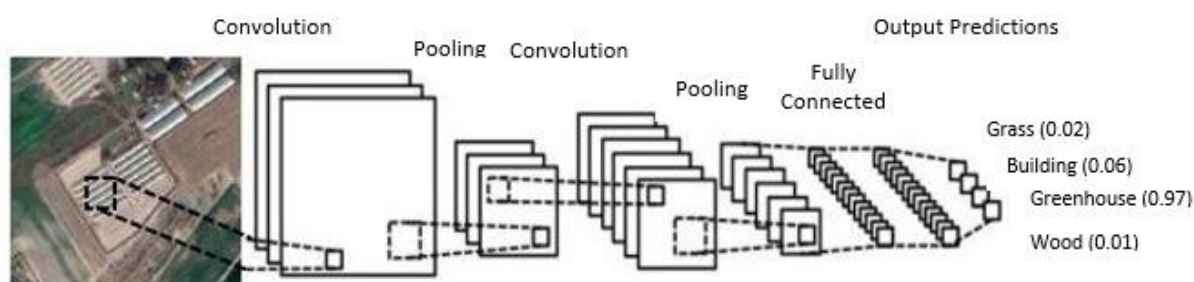 Convolution
Pooling
Convolution
Pooling
Fully
Connected
Output Predictions
Grass (0.02)
Building (0.06)
Greenhouse (0.97)
Wood (0.01)